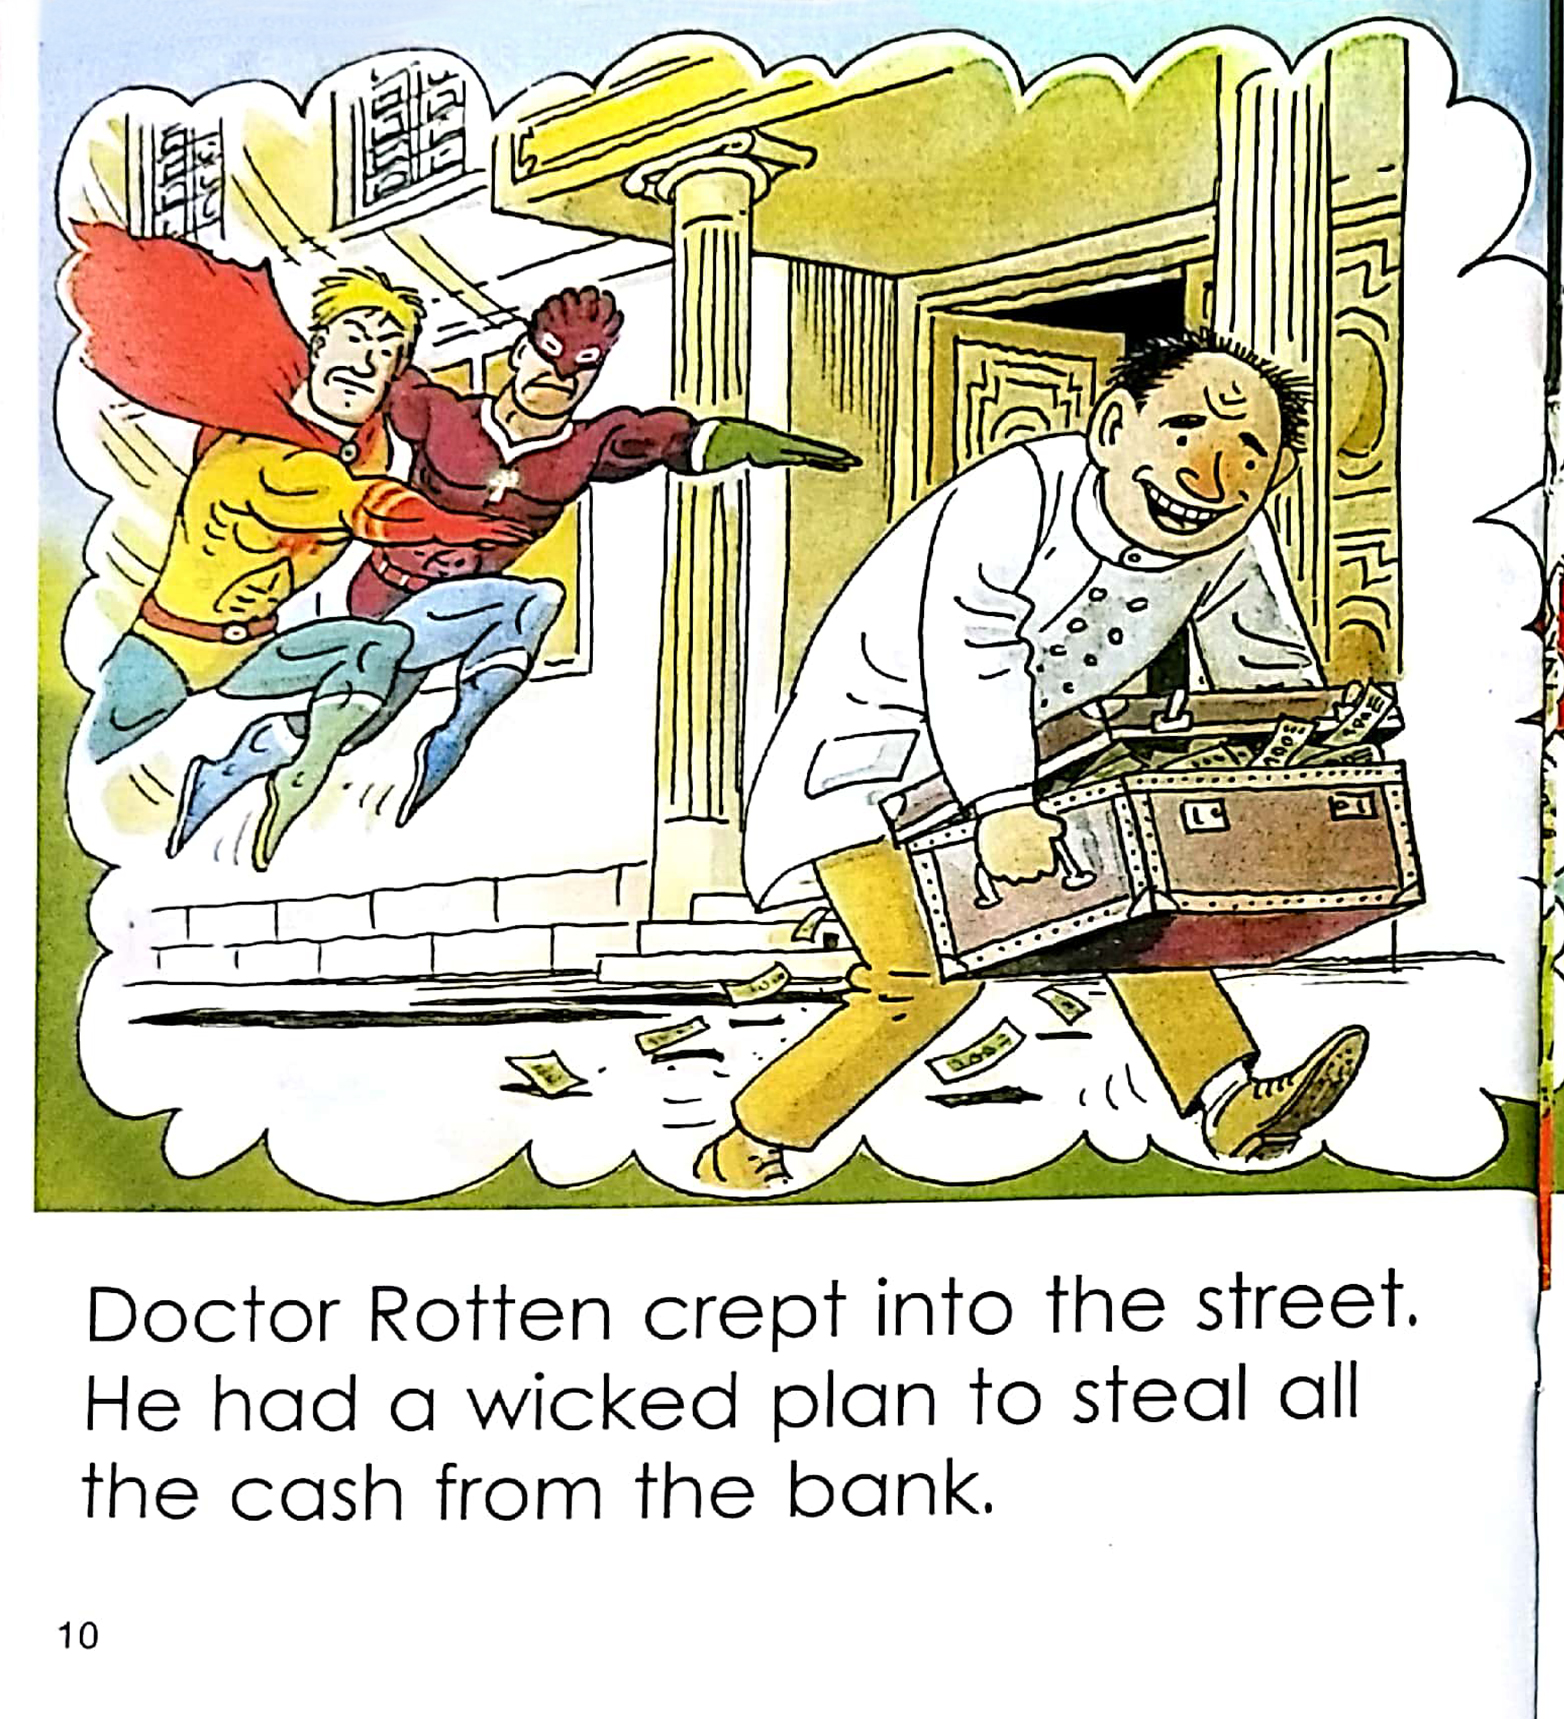 Doctor Rotten crept into the street.
He had a wicked plan to steal all
the cash from the bank.
10